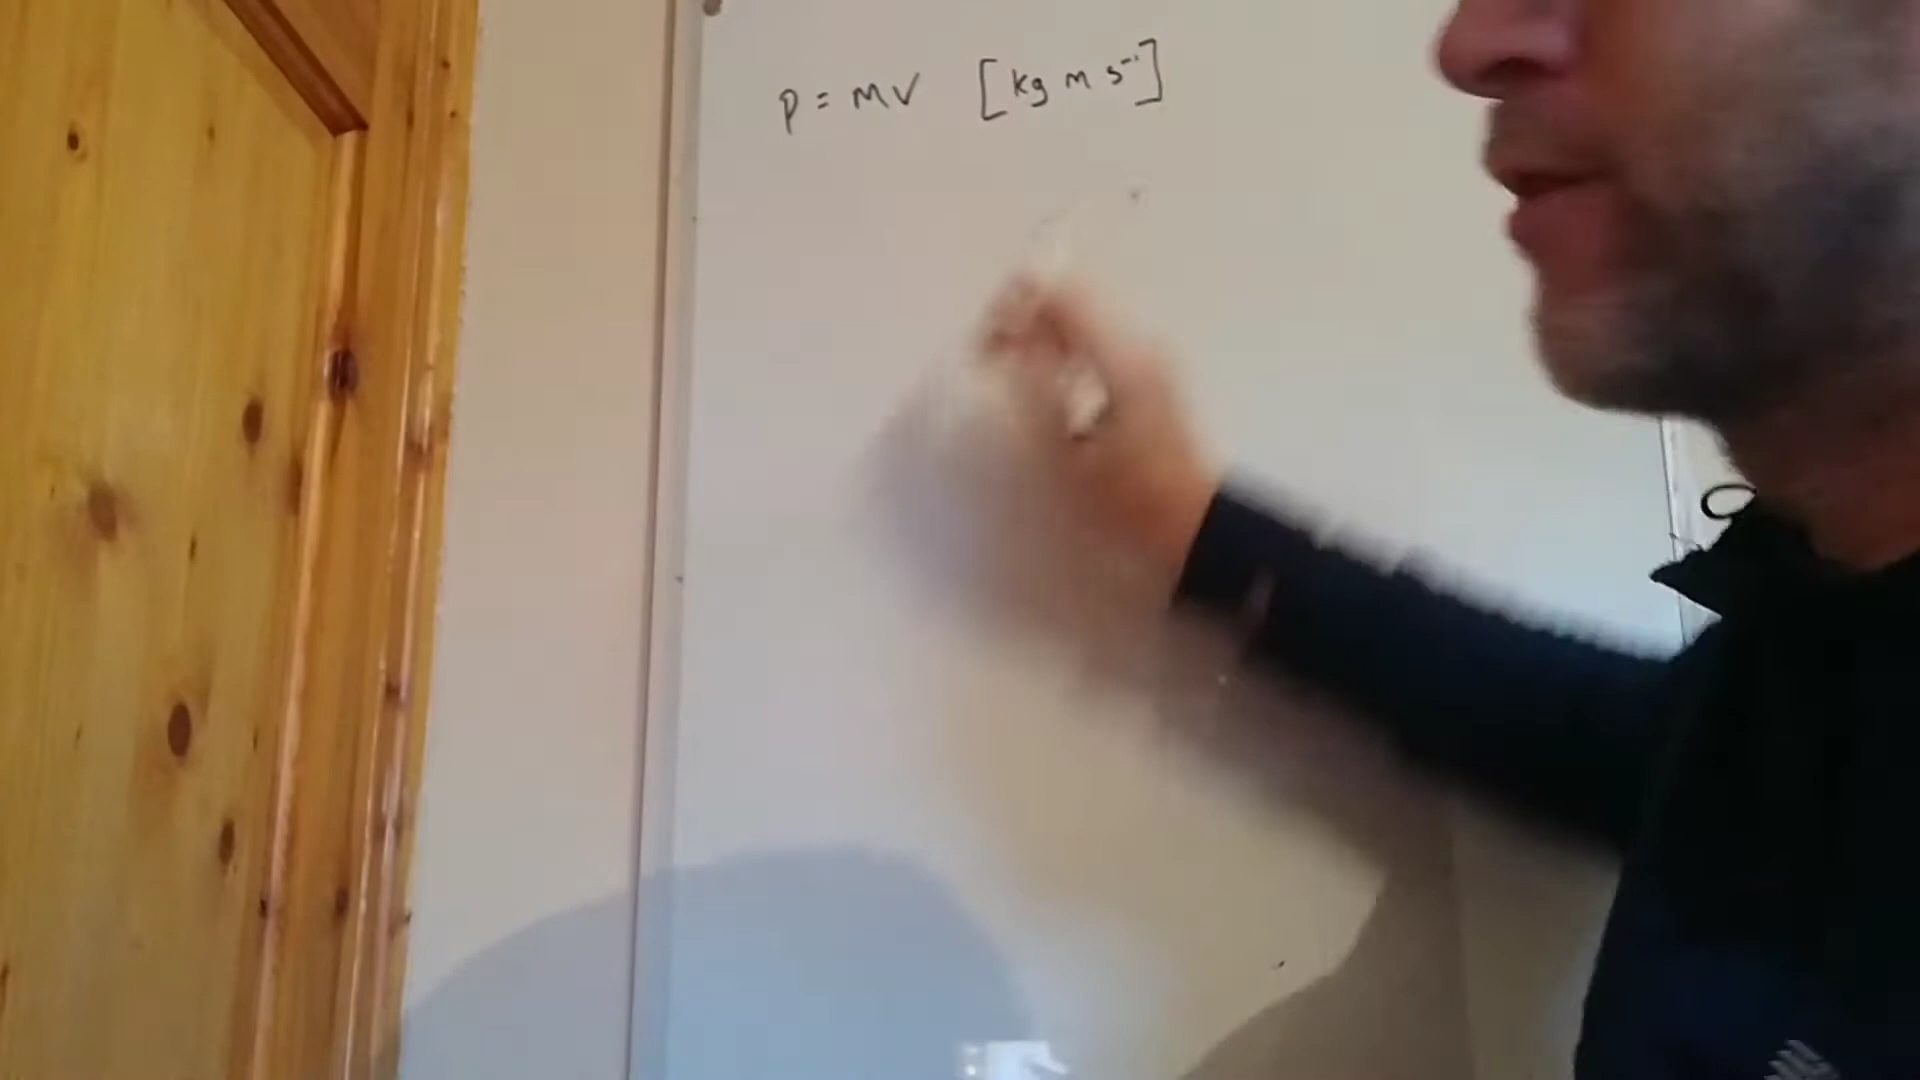 p = mv [kg m s⁻¹]